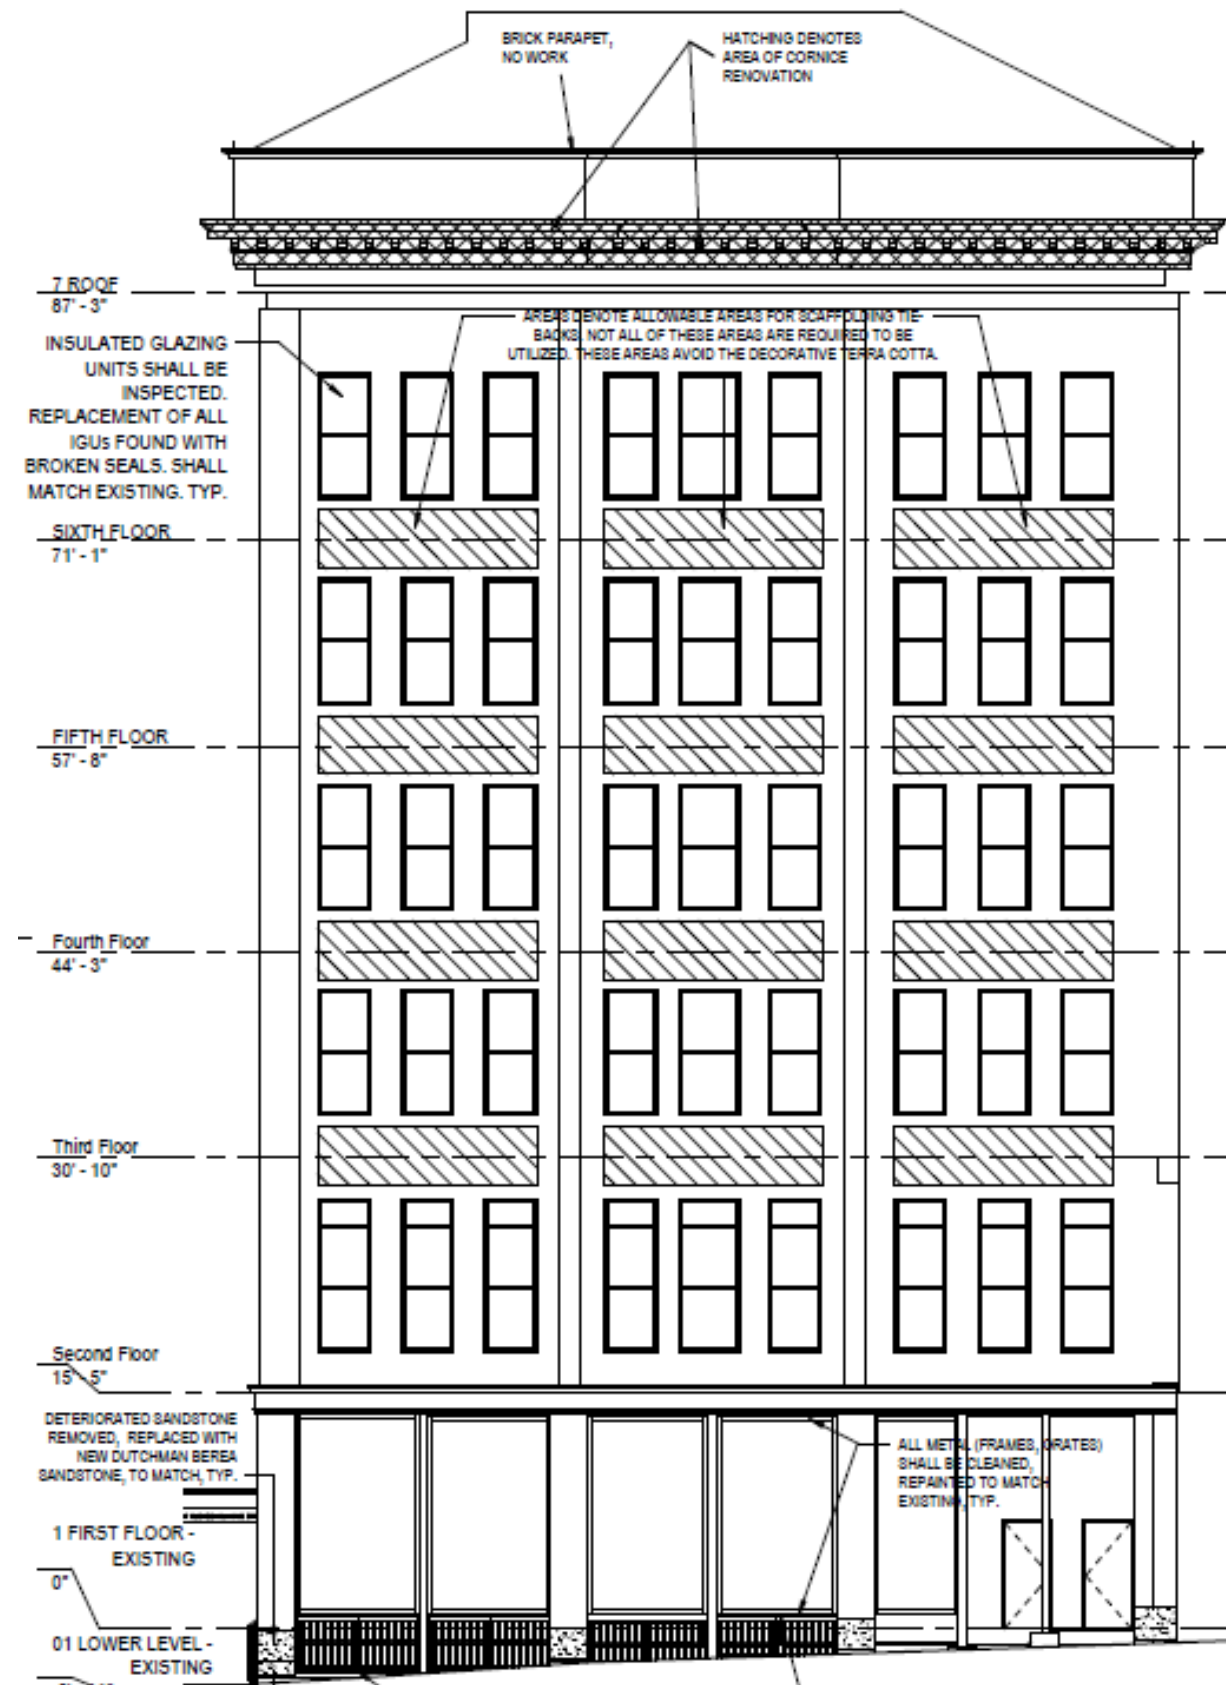 BRICK PARAPET,
NO WORK
HATCHING DENOTES
AREA OF CORNICE
RENOVATION
7 ROOF
87' - 3"
AREAS DENOTE ALLOWABLE AREAS FOR SCAFFOLDING TIE-
BACKS. NOT ALL OF THESE AREAS ARE REQUIRED TO BE
UTILIZED. THESE AREAS AVOID THE DECORATIVE TERRA COTTA.
INSULATED GLAZING
UNITS SHALL BE
INSPECTED.
REPLACEMENT OF ALL
IGUs FOUND WITH
BROKEN SEALS. SHALL
MATCH EXISTING. TYP.
SIXTH FLOOR
71' - 1"
FIFTH FLOOR
57' - 8"
Fourth Floor
44' - 3"
Third Floor
30' - 10"
Second Floor
15' - 5"
DETERIORATED SANDSTONE
REMOVED, REPLACED WITH
NEW DUTCHMAN BEREA
SANDSTONE, TO MATCH, TYP.
ALL METAL (FRAMES, GRATES)
SHALL BE CLEANED,
REPAINTED TO MATCH
EXISTING, TYP.
1 FIRST FLOOR -
EXISTING
0"
01 LOWER LEVEL -
EXISTING